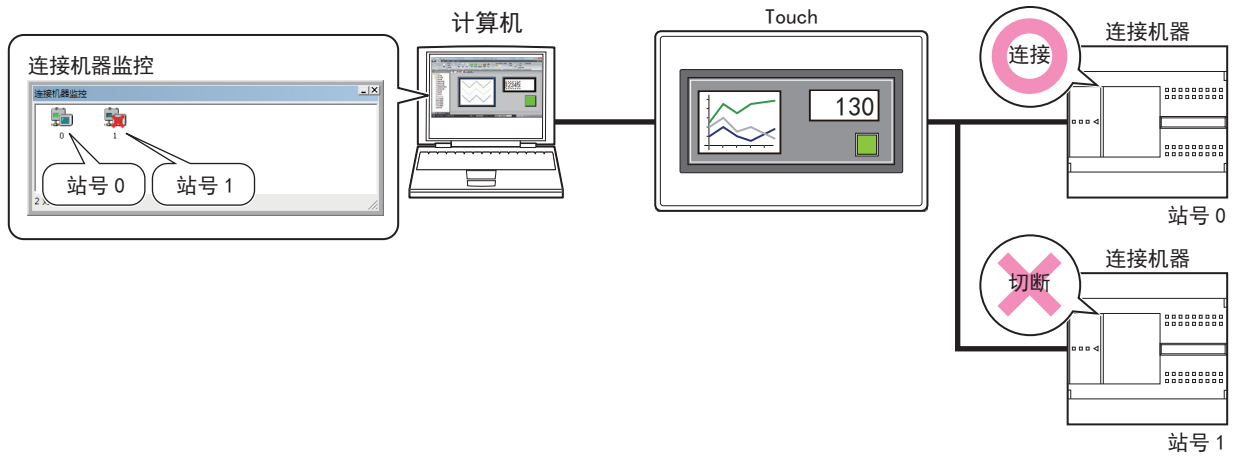 计算机
Touch
连接机器
连接
连接机器监控
连接机器监控
0
1
站号 0
站号 1
2
130
站号 0
连接机器
切断
站号 1